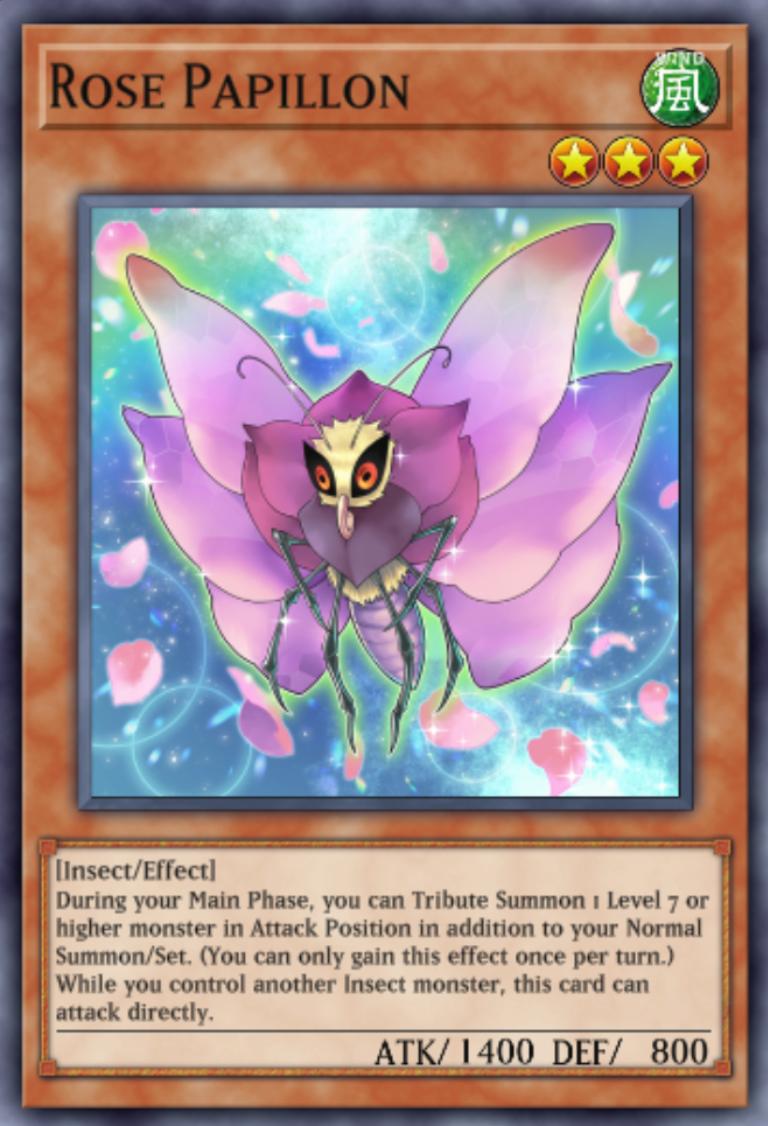 Rose Papillon
WIND
風
[Insect/Effect]
During your Main Phase, you can Tribute Summon 1 Level 7 or
higher monster in Attack Position in addition to your Normal
Summon/Set. (You can only gain this effect once per turn.)
While you control another Insect monster, this card can
attack directly.
ATK/ 1400 DEF/ 800